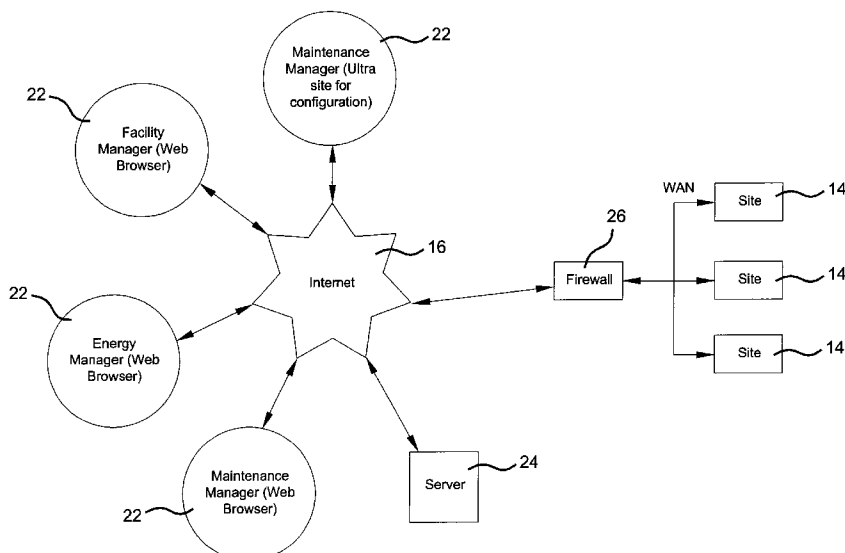 22
Maintenance
Manager (Ultra
site for
configuration)
22
Facility
Manager (Web
Browser)
WAN
Site
14
26
16
Firewall
Internet
Site
14
22
Energy
Manager (Web
Browser)
Site
14
Maintenance
Manager (Web
Browser)
22
Server
24